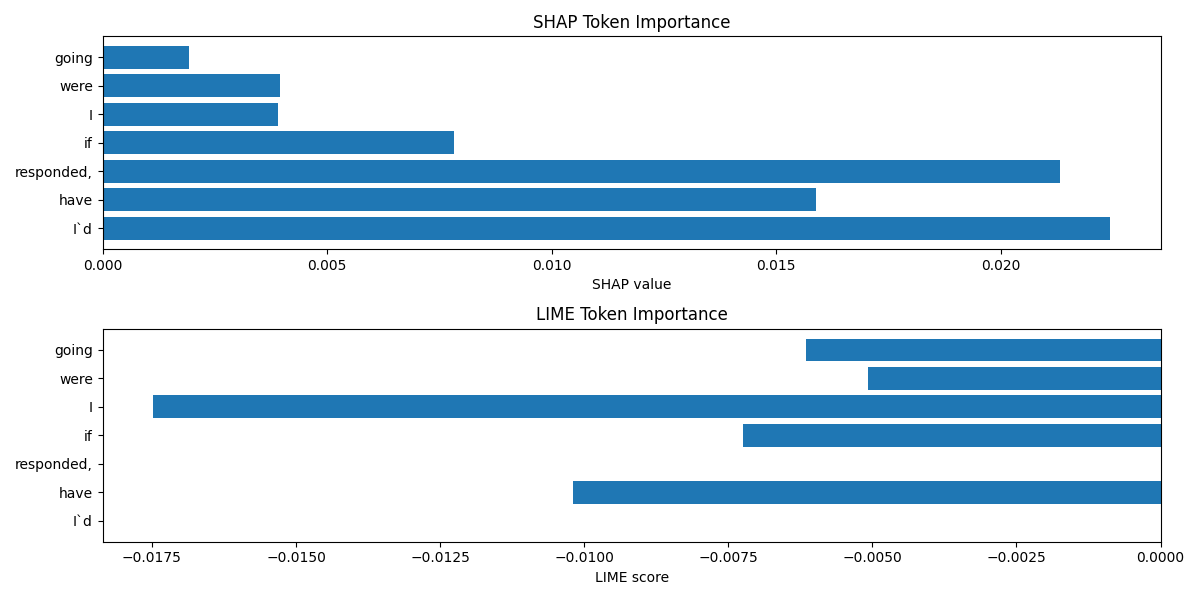 SHAP Token Importance
going
were
I
if
responded,
have
I`d
0.000 0.005 0.010 0.015 0.020
SHAP value
LIME Token Importance
going
were
I
if
responded,
have
I`d
−0.0175 −0.0150 −0.0125 −0.0100 −0.0075 −0.0050 −0.0025 0.0000
LIME score